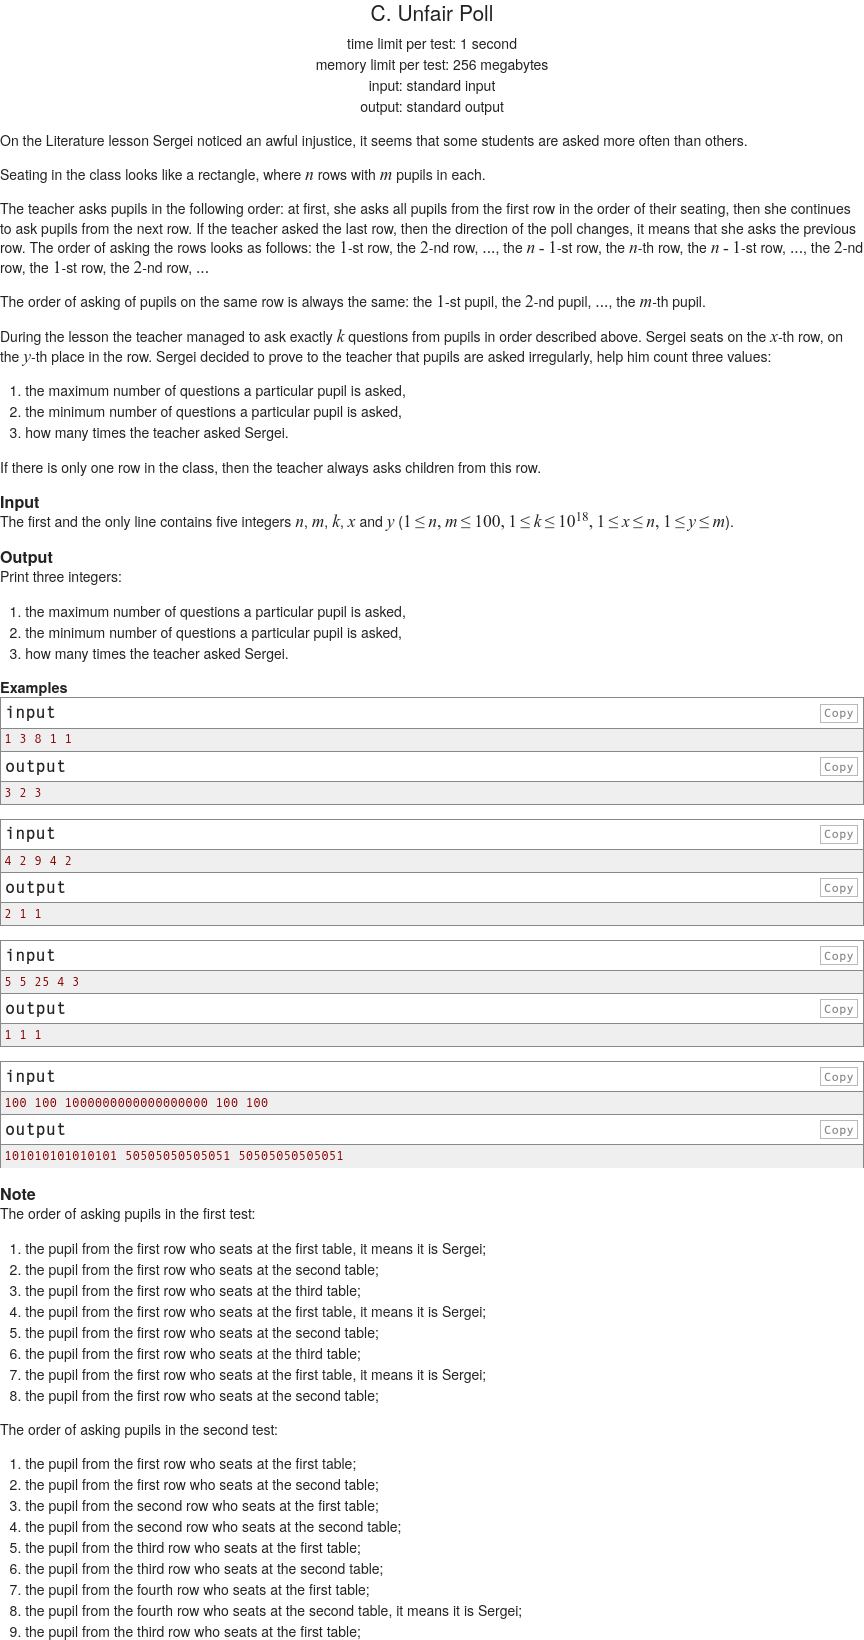 C. Unfair Poll
time limit per test: 1 second
memory limit per test: 256 megabytes
input: standard input
output: standard output
On the Literature lesson Sergei noticed an awful injustice, it seems that some students are asked more often than others.
Seating in the class looks like a rectangle, where n rows with m pupils in each.
The teacher asks pupils in the following order: at first, she asks all pupils from the first row in the order of their seating, then she continues
to ask pupils from the next row. If the teacher asked the last row, then the direction of the poll changes, it means that she asks the previous
row. The order of asking the rows looks as follows: the 1-st row, the 2-nd row, ..., the n - 1-st row, the n-th row, the n - 1-st row, ..., the 2-nd
row, the 1-st row, the 2-nd row, ...
The order of asking of pupils on the same row is always the same: the 1-st pupil, the 2-nd pupil, ..., the m-th pupil.
During the lesson the teacher managed to ask exactly k questions from pupils in order described above. Sergei seats on the x-th row, on
the y-th place in the row. Sergei decided to prove to the teacher that pupils are asked irregularly, help him count three values:
1. the maximum number of questions a particular pupil is asked,
2. the minimum number of questions a particular pupil is asked,
3. how many times the teacher asked Sergei.
If there is only one row in the class, then the teacher always asks children from this row.
Input
The first and the only line contains five integers n, m, k, x and y (1 ≤ n, m ≤ 100, 1 ≤ k ≤ 10^18, 1 ≤ x ≤ n, 1 ≤ y ≤ m).
Output
Print three integers:
1. the maximum number of questions a particular pupil is asked,
2. the minimum number of questions a particular pupil is asked,
3. how many times the teacher asked Sergei.
Examples
input Copy
1 3 8 1 1
output Copy
3 2 3
input Copy
4 2 9 4 2
output Copy
2 1 1
input Copy
5 5 25 4 3
output Copy
1 1 1
input Copy
100 100 1000000000000000000 100 100
output Copy
101010101010101 50505050505051 50505050505051
Note
The order of asking pupils in the first test:
1. the pupil from the first row who seats at the first table, it means it is Sergei;
2. the pupil from the first row who seats at the second table;
3. the pupil from the first row who seats at the third table;
4. the pupil from the first row who seats at the first table, it means it is Sergei;
5. the pupil from the first row who seats at the second table;
6. the pupil from the first row who seats at the third table;
7. the pupil from the first row who seats at the first table, it means it is Sergei;
8. the pupil from the first row who seats at the second table;
The order of asking pupils in the second test:
1. the pupil from the first row who seats at the first table;
2. the pupil from the first row who seats at the second table;
3. the pupil from the second row who seats at the first table;
4. the pupil from the second row who seats at the second table;
5. the pupil from the third row who seats at the first table;
6. the pupil from the third row who seats at the second table;
7. the pupil from the fourth row who seats at the first table;
8. the pupil from the fourth row who seats at the second table, it means it is Sergei;
9. the pupil from the third row who seats at the first table;